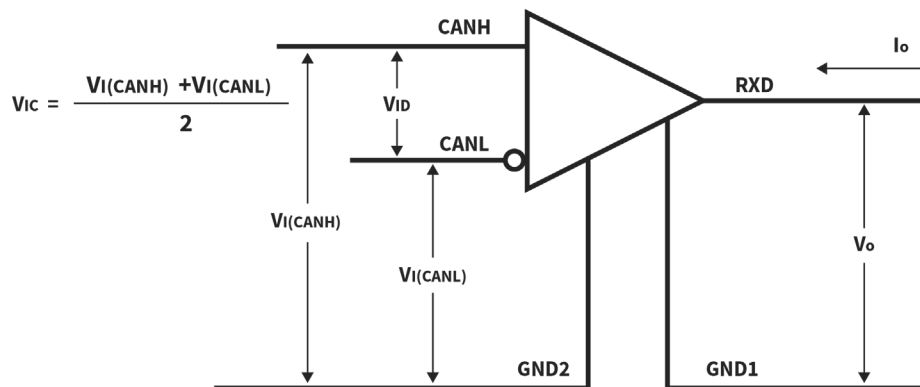 CANH
Io
VI(CANH) +VI(CANL)
VIC =
2
VID
RXD
CANL
VI(CANH)
Vo
VI(CANL)
GND2
GND1